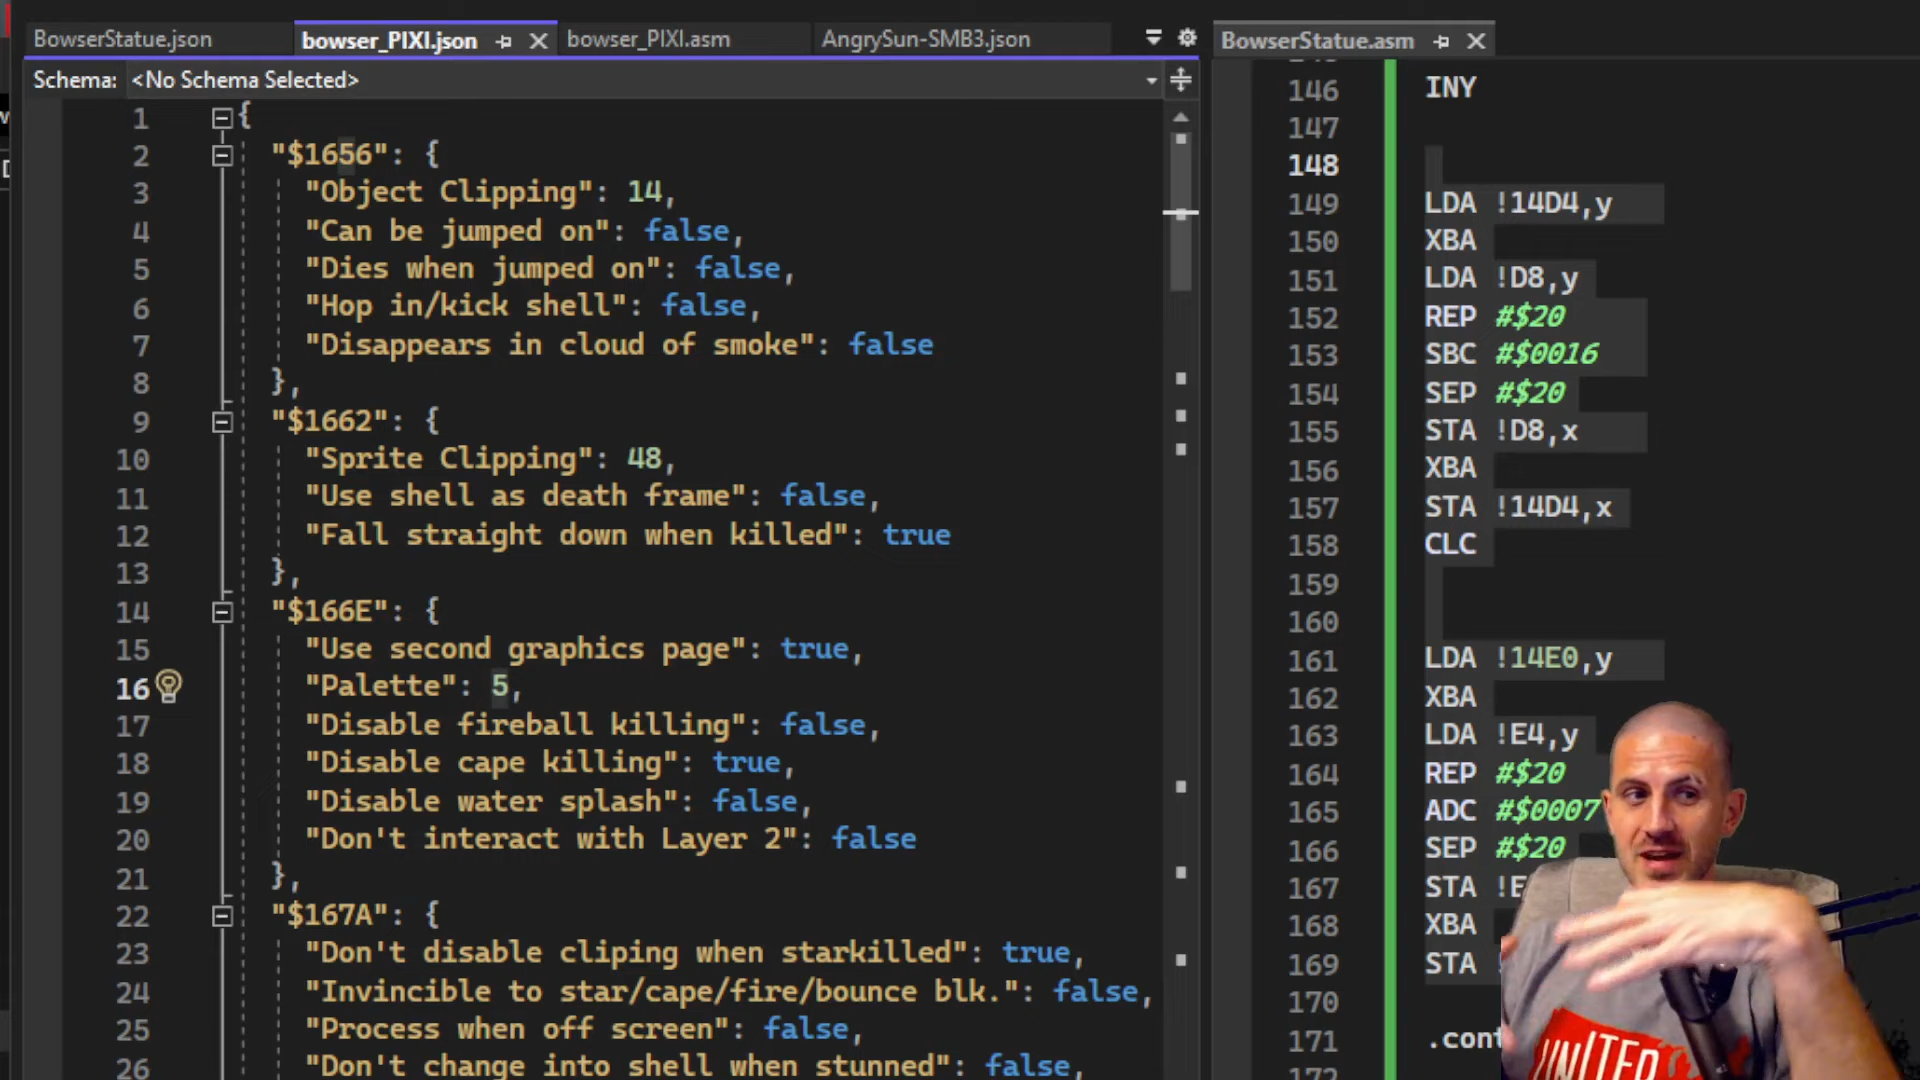 BowserStatue.json
bowser_PIXI.json
bowser_PIXI.asm
AngrySun-SMB3.json
BowserStatue.asm
Schema: <No Schema Selected>
1 {
2 "$1656": {
3 "Object Clipping": 14,
4 "Can be jumped on": false,
5 "Dies when jumped on": false,
6 "Hop in/kick shell": false,
7 "Disappears in cloud of smoke": false
8 },
9 "$1662": {
10 "Sprite Clipping": 48,
11 "Use shell as death frame": false,
12 "Fall straight down when killed": true
13 },
14 "$166E": {
15 "Use second graphics page": true,
16 "Palette": 5,
17 "Disable fireball killing": false,
18 "Disable cape killing": true,
19 "Disable water splash": false,
20 "Don't interact with Layer 2": false
21 },
22 "$167A": {
23 "Don't disable cliping when starkilled": true,
24 "Invincible to star/cape/fire/bounce blk.": false,
25 "Process when off screen": false,
26 "Don't change into shell when stunned": false,
146 INY
147
148
149 LDA !14D4,y
150 XBA
151 LDA !D8,y
152 REP #$20
153 SBC #$0016
154 SEP #$20
155 STA !D8,x
156 XBA
157 STA !14D4,x
158 CLC
159
160
161 LDA !14E0,y
162 XBA
163 LDA !E4,y
164 REP #$20
165 ADC #$0007
166 SEP #$20
167 STA !E
168 XBA
169 STA
170
171 .cont
172
UNITED